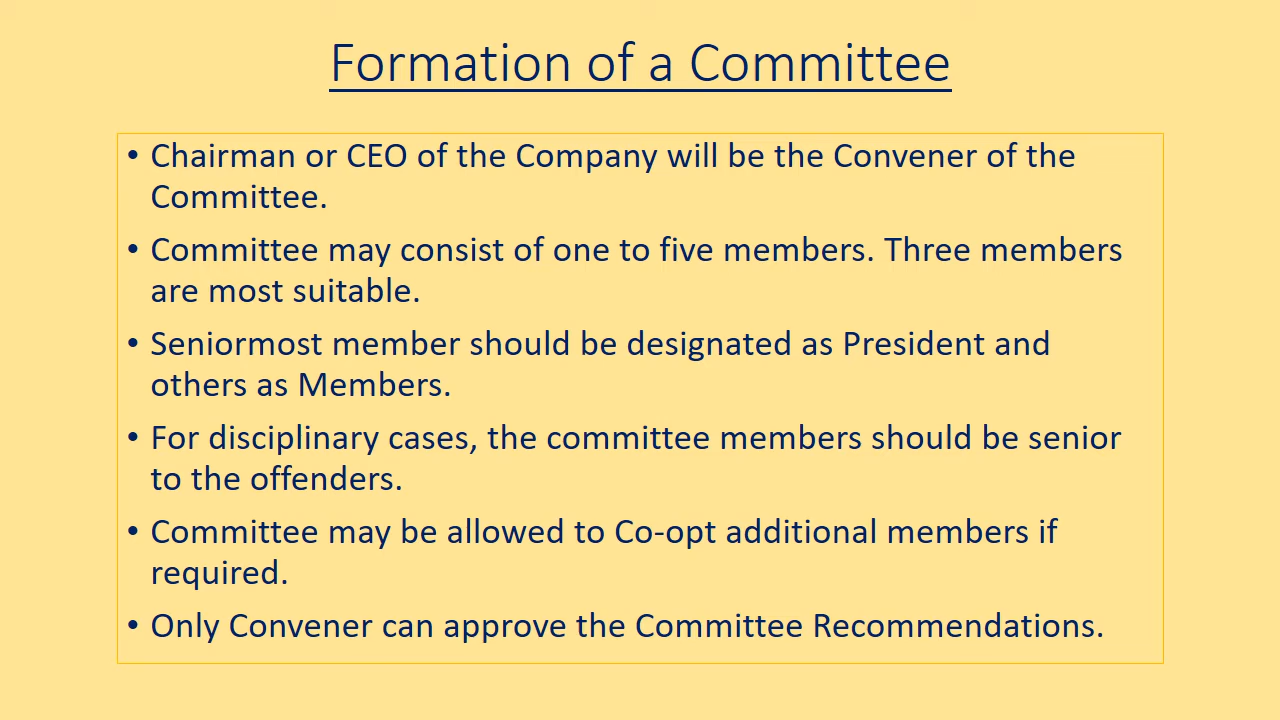 Formation of a Committee
• Chairman or CEO of the Company will be the Convener of the
Committee.
• Committee may consist of one to five members. Three members
are most suitable.
• Seniormost member should be designated as President and
others as Members.
• For disciplinary cases, the committee members should be senior
to the offenders.
• Committee may be allowed to Co-opt additional members if
required.
• Only Convener can approve the Committee Recommendations.